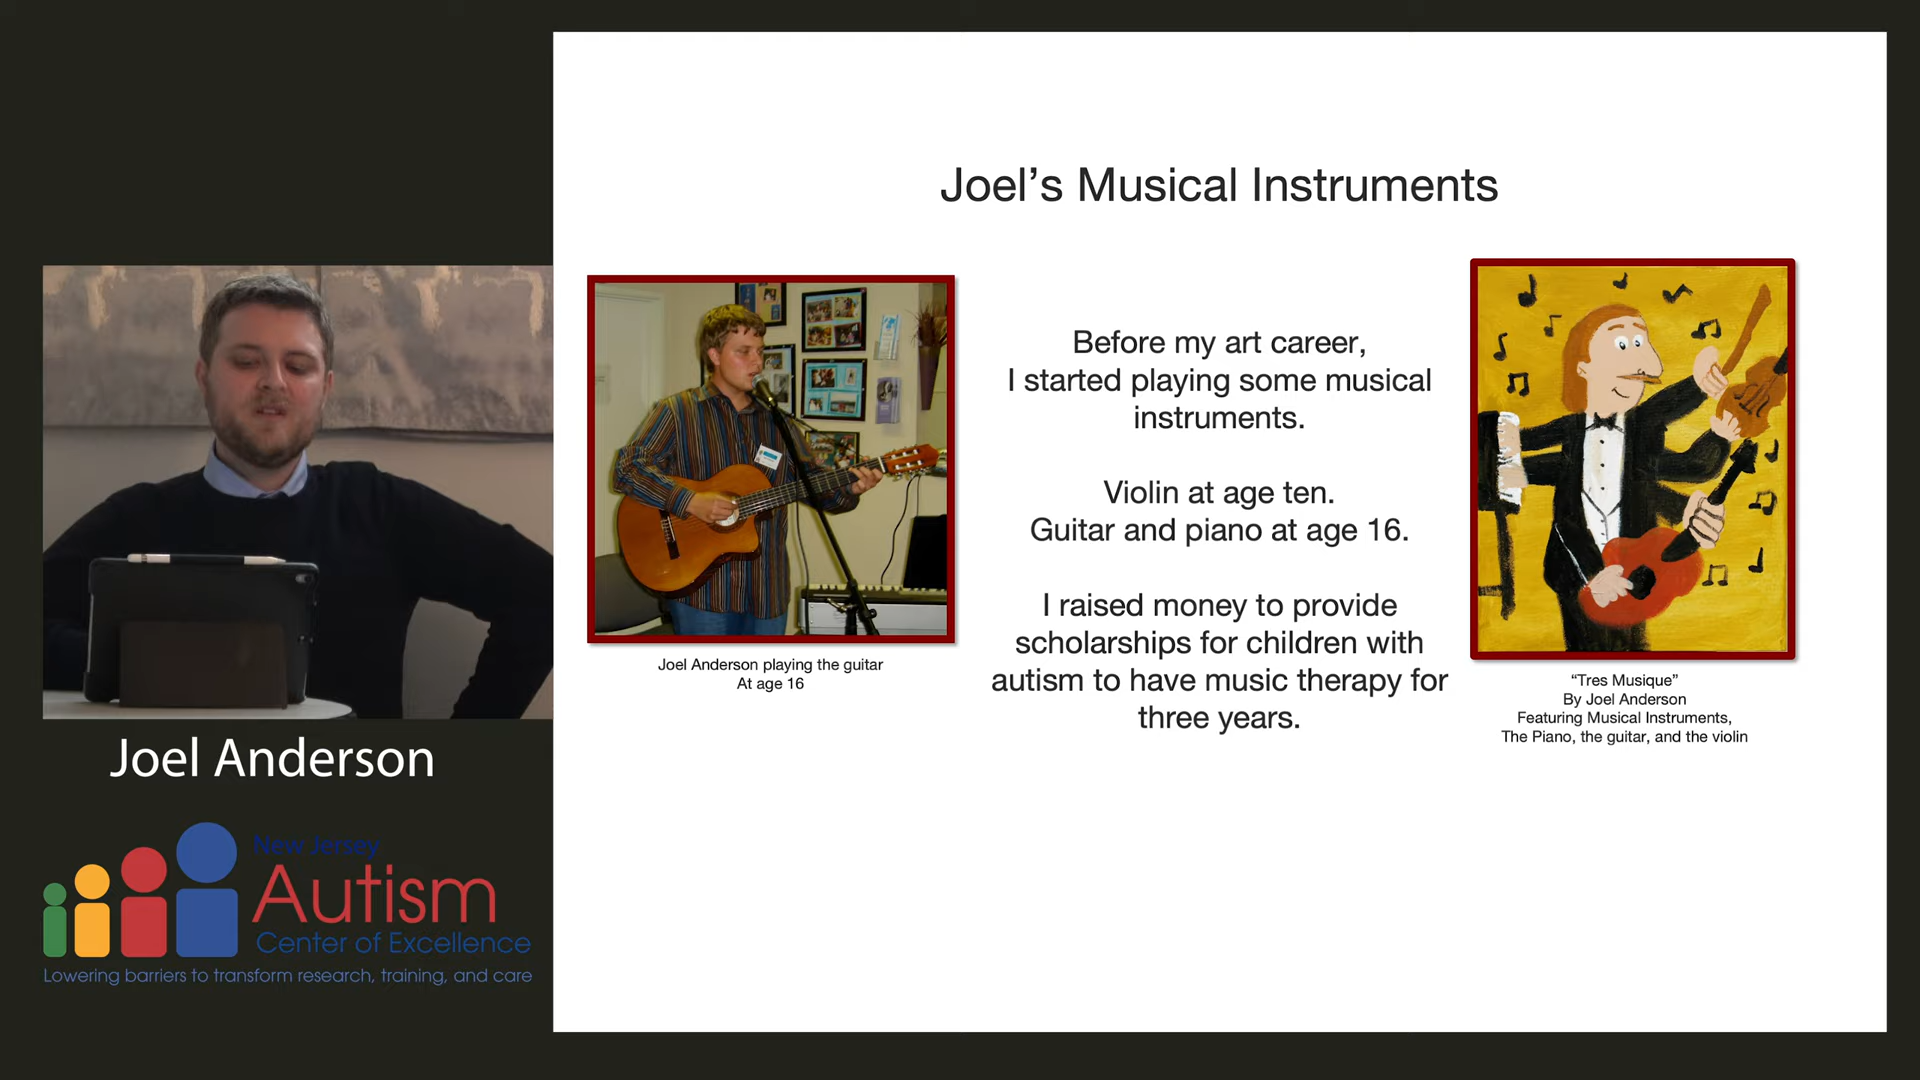 Joel’s Musical Instruments
Before my art career,
I started playing some musical
instruments.
Violin at age ten.
Guitar and piano at age 16.
I raised money to provide
scholarships for children with
autism to have music therapy for
three years.
Joel Anderson playing the guitar
At age 16
“Tres Musique”
By Joel Anderson
Featuring Musical Instruments,
The Piano, the guitar, and the violin
Joel Anderson
New Jersey
Autism
Center of Excellence
Lowering barriers to transform research, training, and care